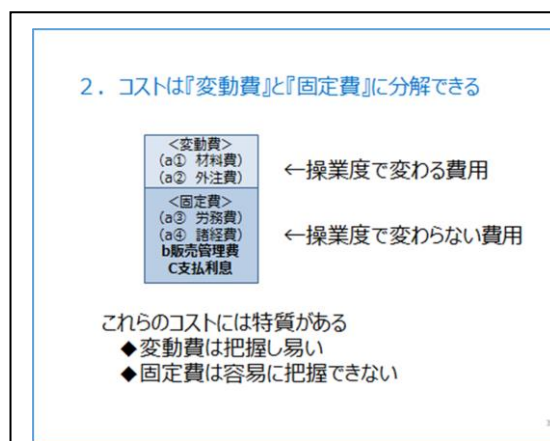 ２．コストは『変動費』と『固定費』に分解できる
<変動費>
(a① 材料費)
(a② 外注費)
←操業度で変わる費用
<固定費>
(a③ 労務費)
(a④ 諸経費)
b販売管理費
C支払利息
←操業度で変わらない費用
これらのコストには特質がある
◆変動費は把握し易い
◆固定費は容易に把握できない